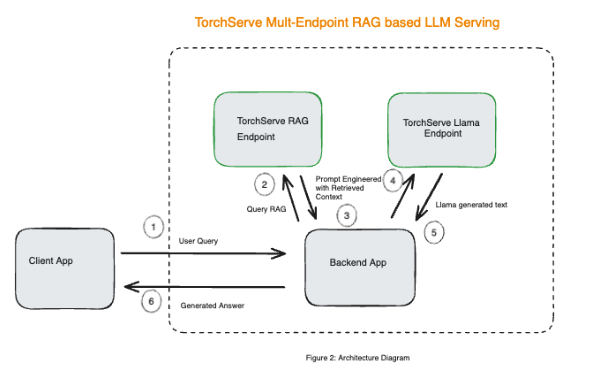 TorchServe Mult-Endpoint RAG based LLM Serving
TorchServe RAG
Endpoint
TorchServe Llama
Endpoint
2
Prompt Engineered
with Retrieved
Context
4
Query RAG
3
Llama generated text
5
1
User Query
Client App
Backend App
6
Generated Answer
Figure 2: Architecture Diagram